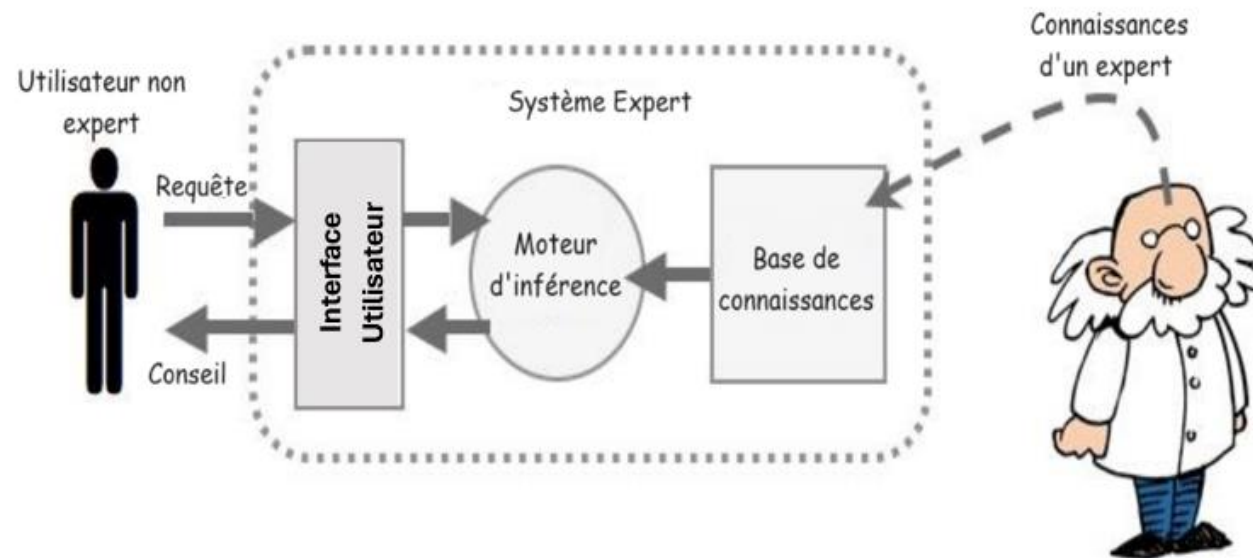 Connaissances
d'un expert
Utilisateur non
expert
Système Expert
Requête
Interface
Utilisateur
Moteur
d'inférence
Base de
connaissances
Conseil